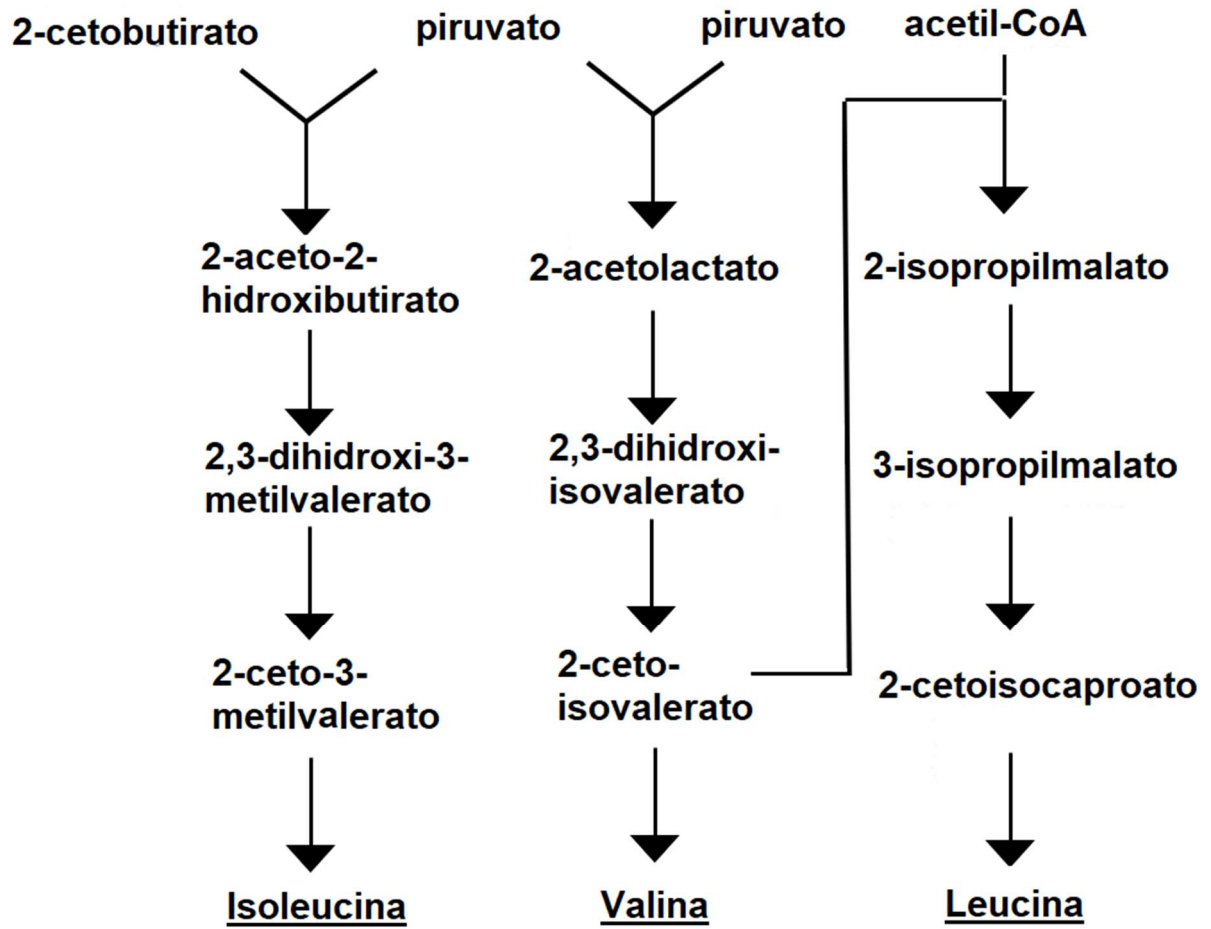 2-cetobutirato
piruvato
piruvato
acetil-CoA
2-aceto-2-
hidroxibutirato
2-acetolactato
2-isopropilmalato
2,3-dihidroxi-3-
metilvalerato
2,3-dihidroxi-
isovalerato
3-isopropilmalato
2-ceto-3-
metilvalerato
2-ceto-
isovalerato
2-cetoisocaproato
Isoleucina
Valina
Leucina